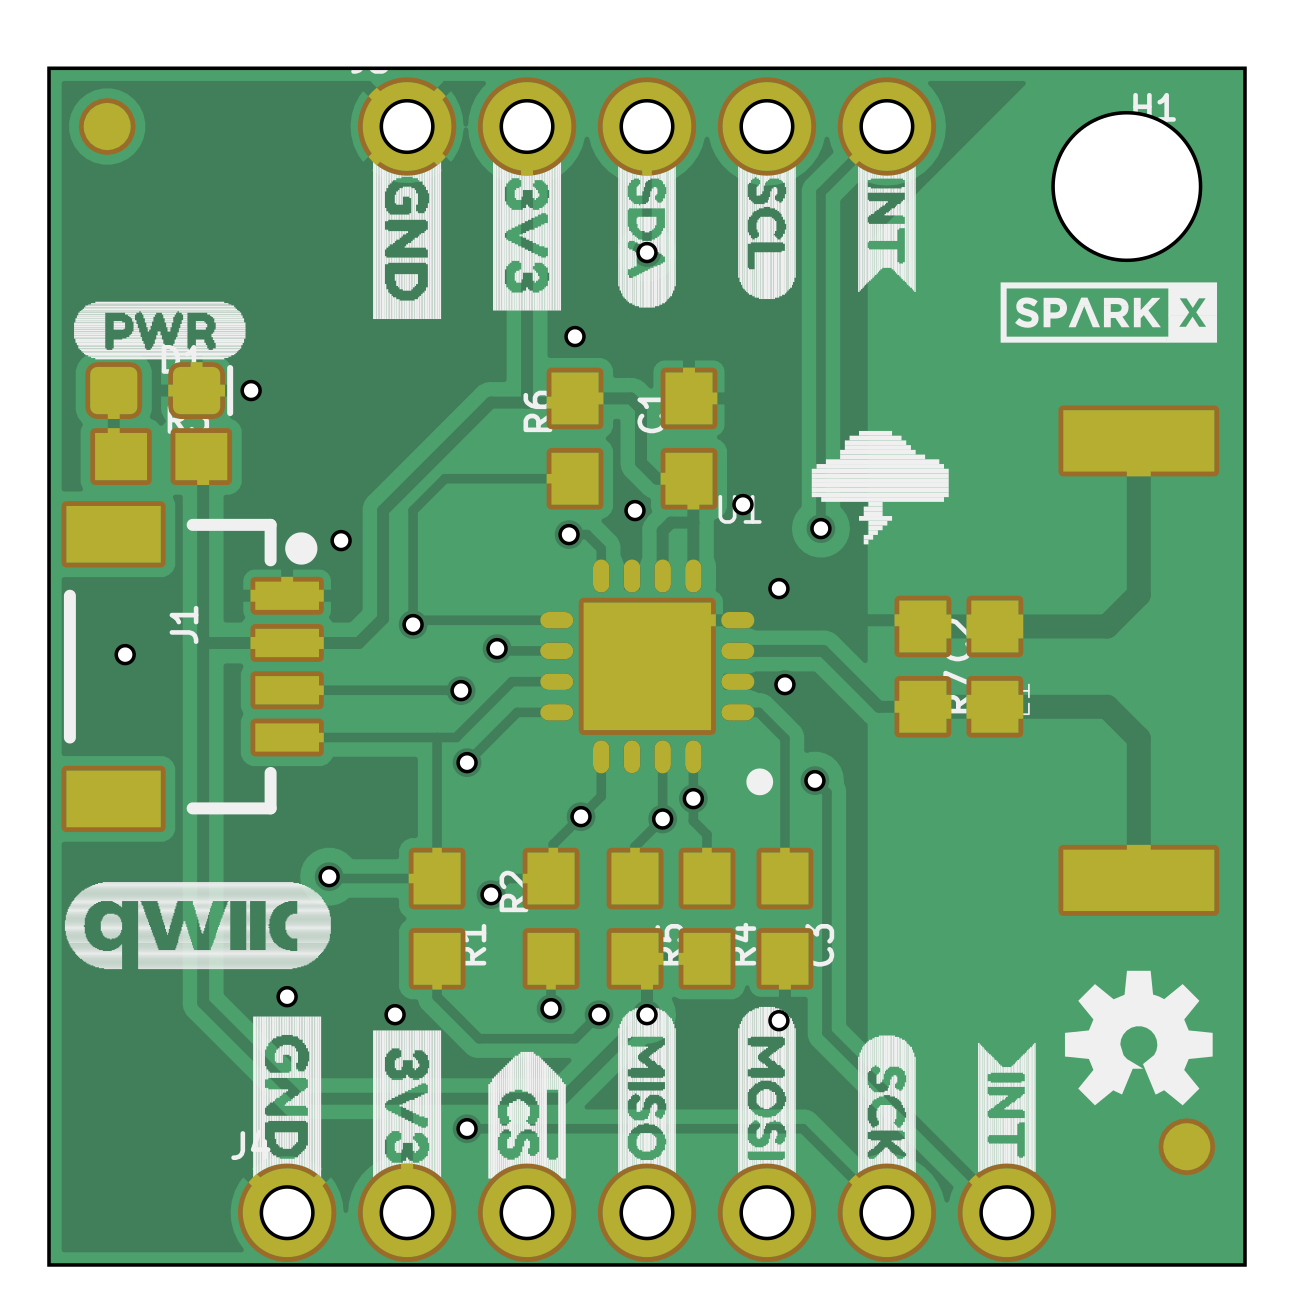 H1
GND
3V3
SDA
SCL
INT
SPARK X
PWR
D1
R6
C1
U1
J1
C2
R7
R2
R1
R5
R4
C3
qwiic
GND
3V3
CS
MISO
MOSI
SCK
INT
J4